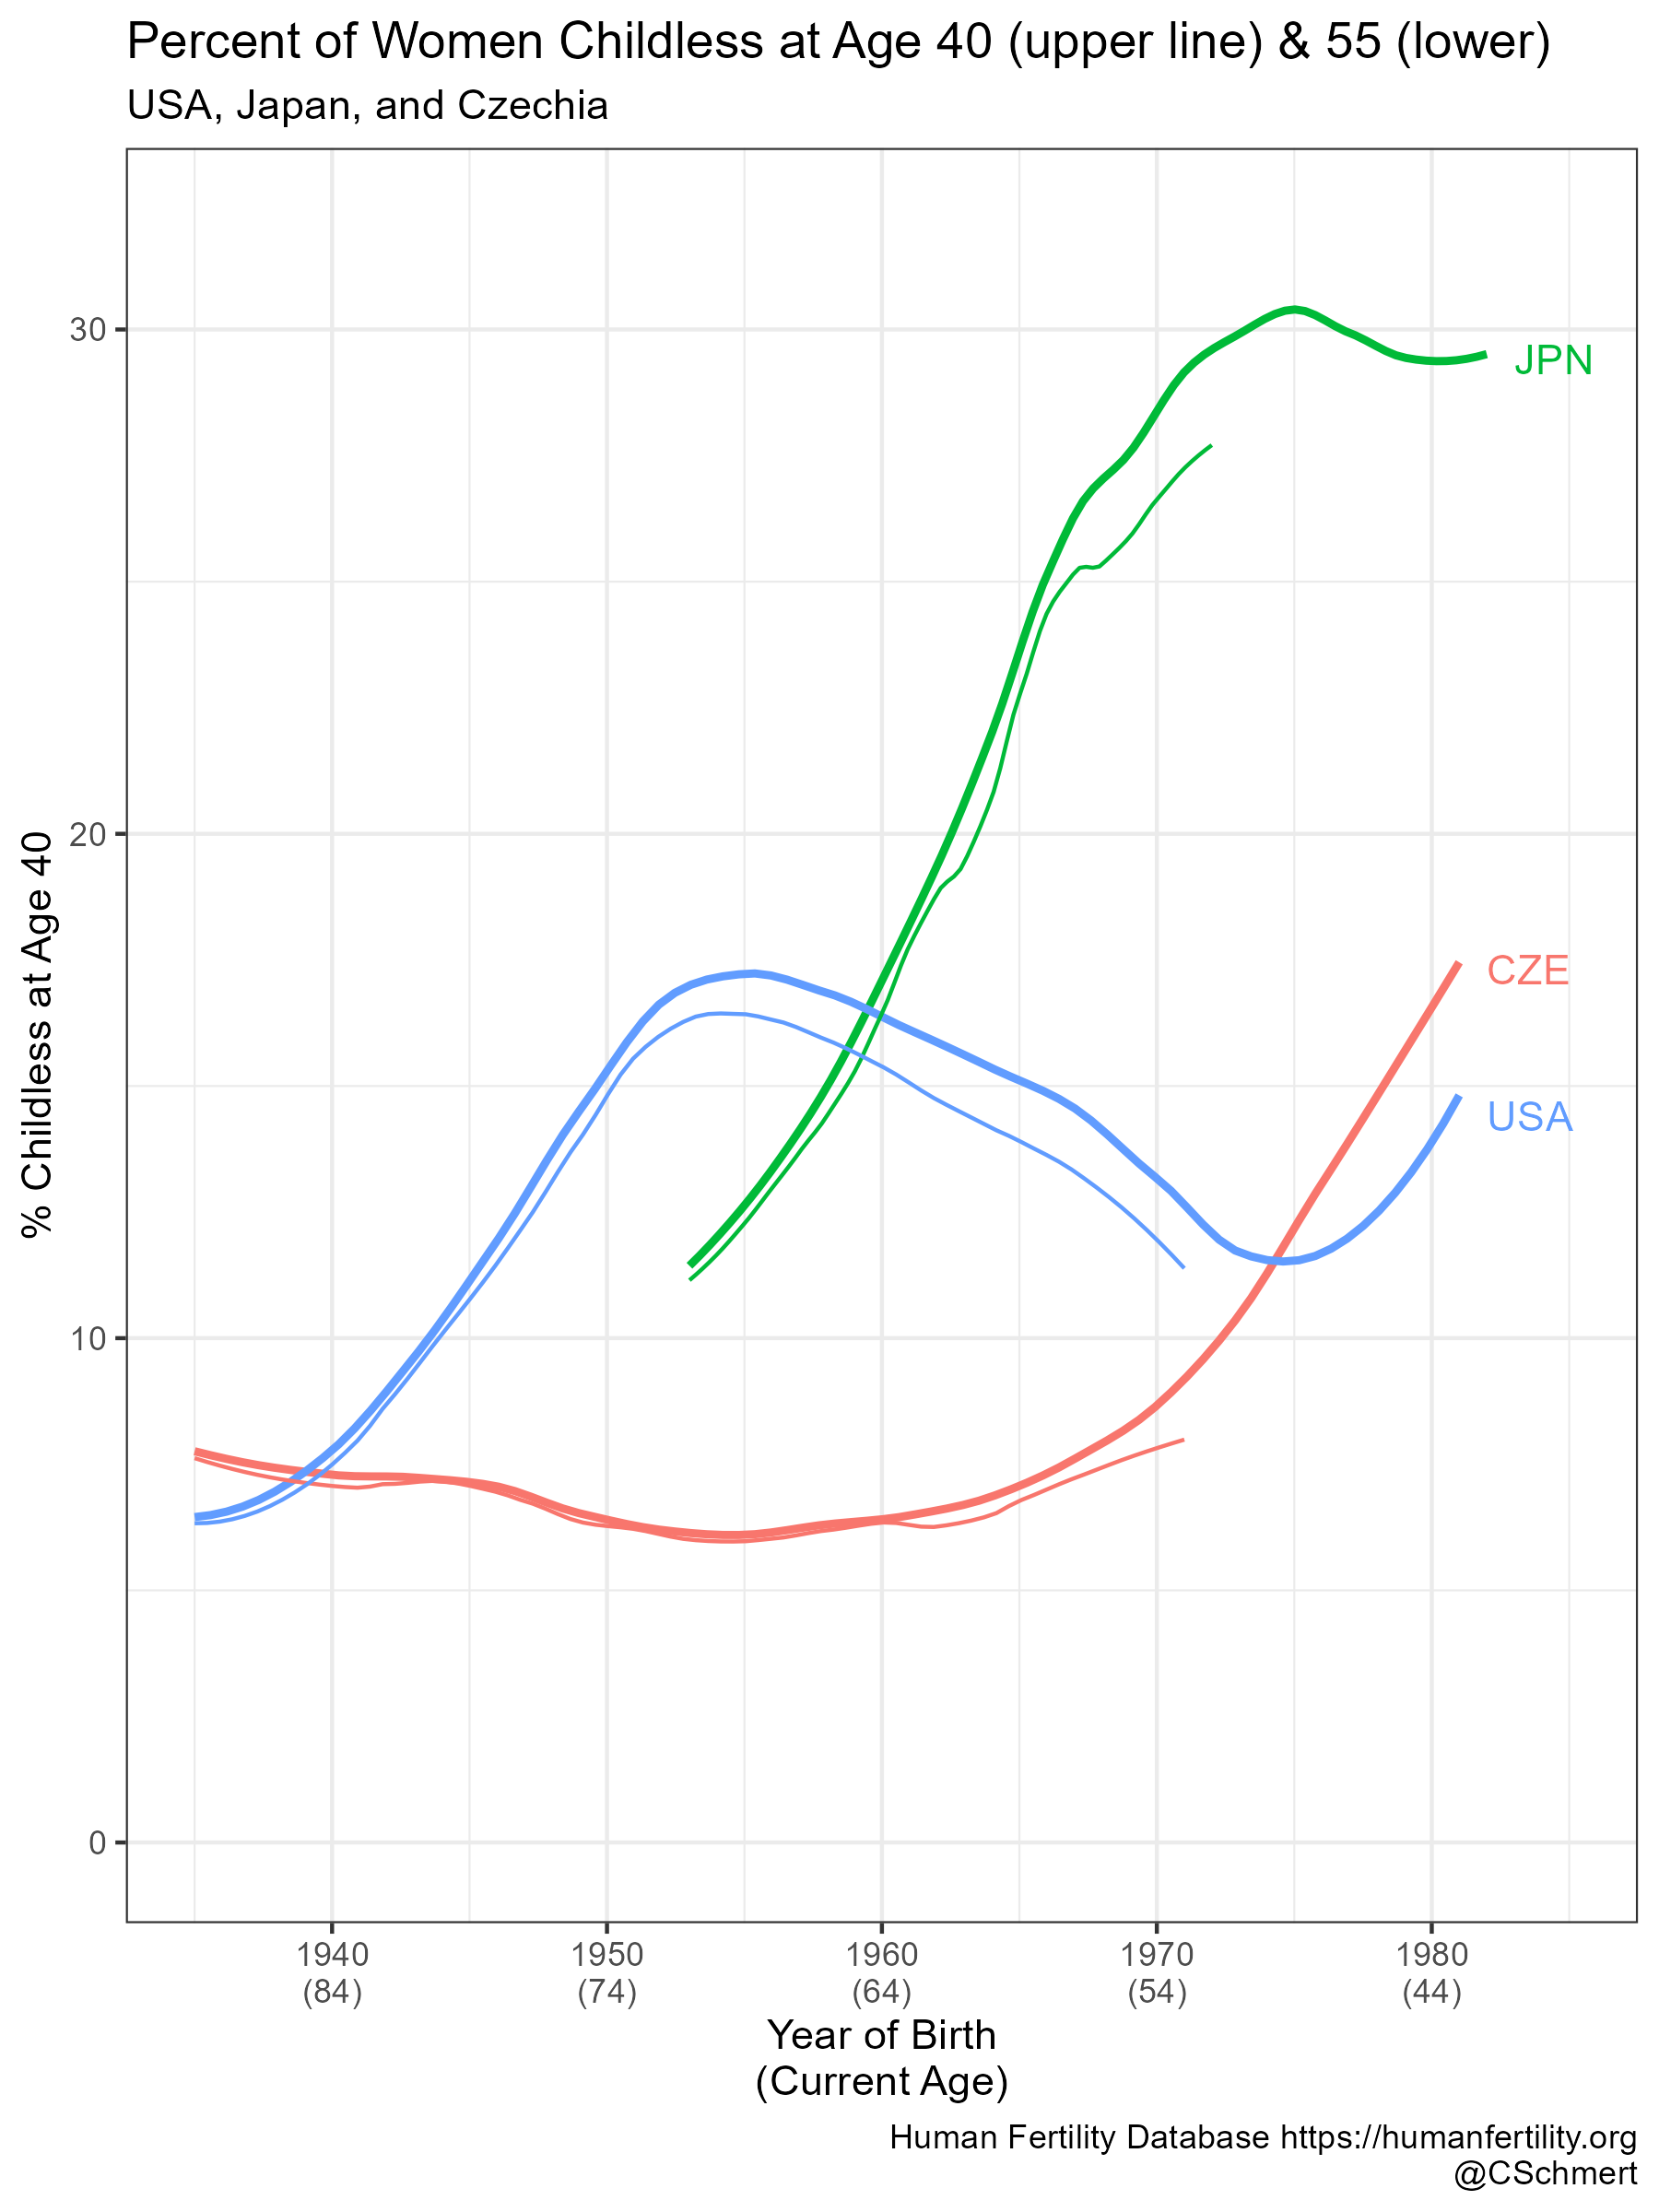 Percent of Women Childless at Age 40 (upper line) & 55 (lower)
USA, Japan, and Czechia
% Childless at Age 40
30
20
10
0
JPN
CZE
USA
1940 1950 1960 1970 1980
(84) (74) (64) (54) (44)
Year of Birth
(Current Age)
Human Fertility Database https://humanfertility.org
@CSchmert